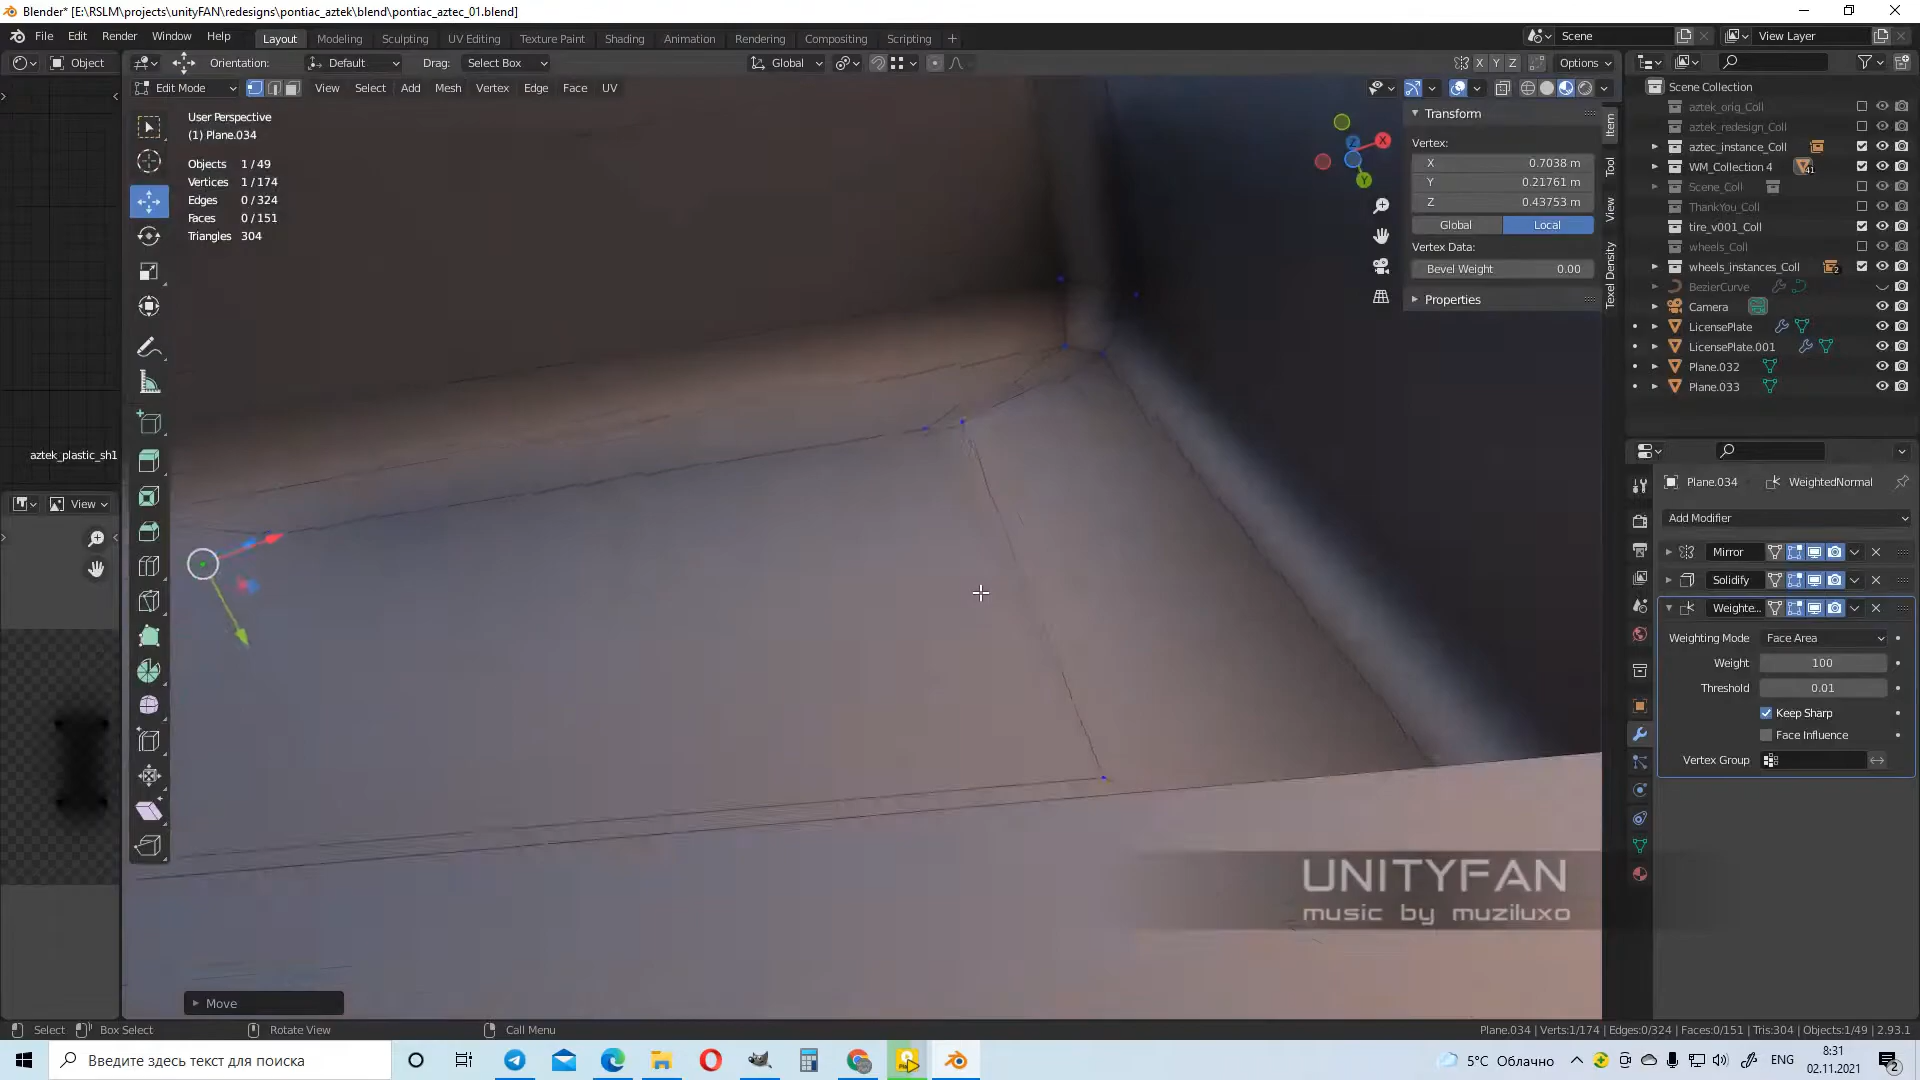 Blender* [E:\RSLM\projects\unityFAN\redesigns\pontiac_aztek\blend\pontiac_aztec_01.blend]
File Edit Render Window Help Layout Modeling Sculpting UV Editing Texture Paint Shading Animation Rendering Compositing Scripting + Scene View Layer
Object Orientation: Default Drag: Select Box Global X Y Z Options
Edit Mode View Select Add Mesh Vertex Edge Face UV
User Perspective
(1) Plane.034
Objects 1 / 49
Vertices 1 / 174
Edges 0 / 324
Faces 0 / 151
Triangles 304
X
Z
Y
Transform
Vertex:
X 0.7038 m
Y 0.21761 m
Z 0.43753 m
Global Local
Vertex Data:
Bevel Weight 0.00
Properties
Item
Tool
View
Texel Density
Scene Collection
aztek_orig_Coll
aztek_redesign_Coll
aztec_instance_Coll
WM_Collection 4 41
Scene_Coll
ThankYou_Coll
tire_v001_Coll
wheels_Coll
wheels_instances_Coll 2
BezierCurve
Camera
LicensePlate
LicensePlate.001
Plane.032
Plane.033
aztek_plastic_sh1
View
Plane.034 WeightedNormal
Add Modifier
Mirror
Solidify
Weighte...
Weighting Mode Face Area
Weight 100
Threshold 0.01
Keep Sharp
Face Influence
Vertex Group
UNITYFAN
music by muziluxo
Move
Select Box Select Rotate View Call Menu Plane.034 | Verts:1/174 | Edges:0/324 | Faces:0/151 | Tris:304 | Objects:1/49 | 2.93.1
Введите здесь текст для поиска 5°C Облачно ENG 8:31
02.11.2021 2